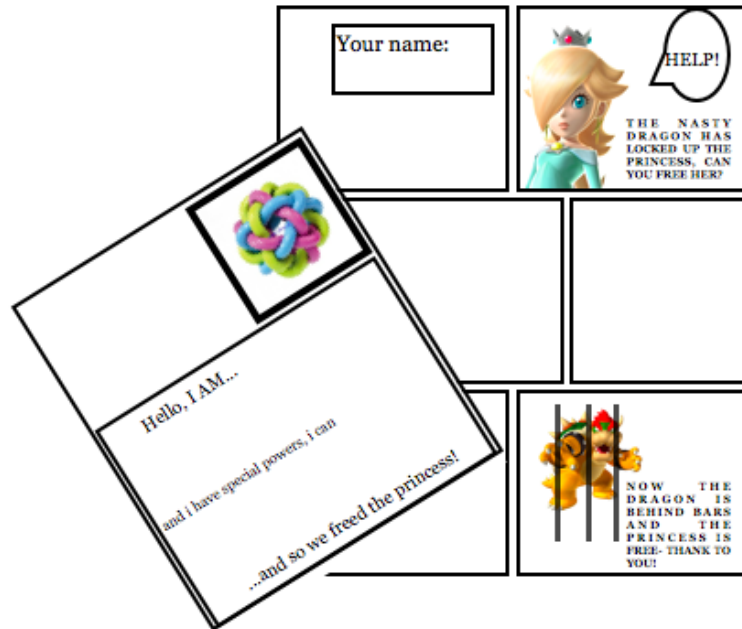 Your name:
HELP!
THE NASTY
DRAGON HAS
LOCKED UP THE
PRINCESS, CAN
YOU FREE HER?
Hello, I AM...
and i have special powers, i can
...and so we freed the princess!
NOW THE
DRAGON IS
BEHIND BARS
AND THE
PRINCESS IS
FREE- THANK TO
YOU!